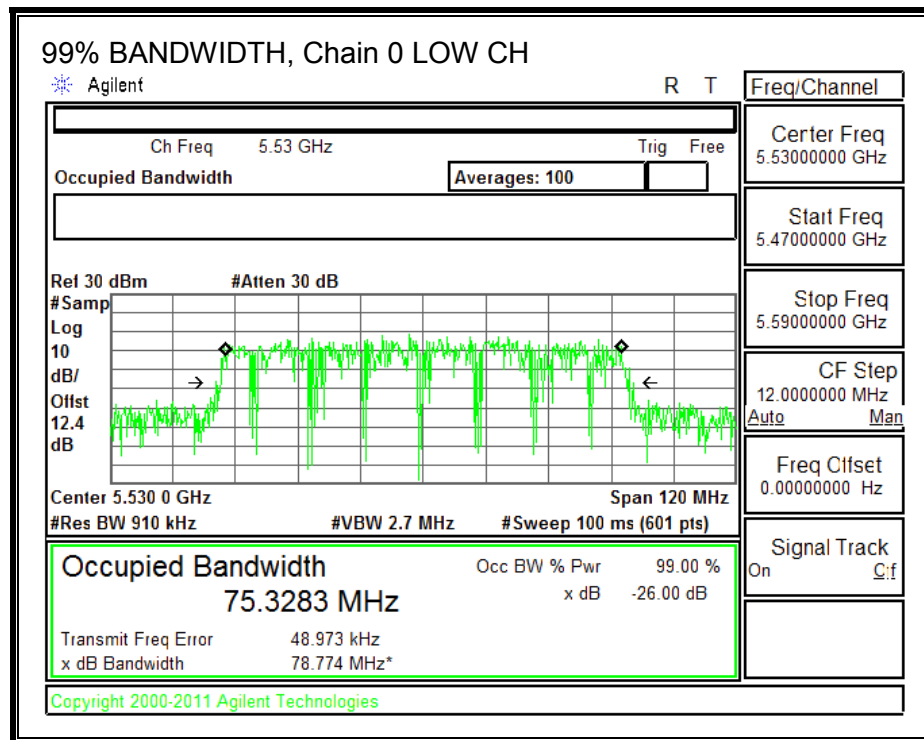 99% BANDWIDTH, Chain 0 LOW CH
Agilent R T
Freq/Channel
Ch Freq 5.53 GHz Trig Free
Occupied Bandwidth Averages: 100
Center Freq
5.53000000 GHz
Start Freq
5.47000000 GHz
Stop Freq
5.59000000 GHz
CF Step
12.0000000 MHz
Auto Man
Freq Offset
0.00000000 Hz
Signal Track
On Off
Ref 30 dBm #Atten 30 dB
#Samp
Log
10
dB/
Offst
12.4
dB
Center 5.530 0 GHz Span 120 MHz
#Res BW 910 kHz #VBW 2.7 MHz #Sweep 100 ms (601 pts)
Occupied Bandwidth
75.3283 MHz
Occ BW % Pwr 99.00 %
x dB -26.00 dB
Transmit Freq Error 48.973 kHz
x dB Bandwidth 78.774 MHz*
Copyright 2000-2011 Agilent Technologies